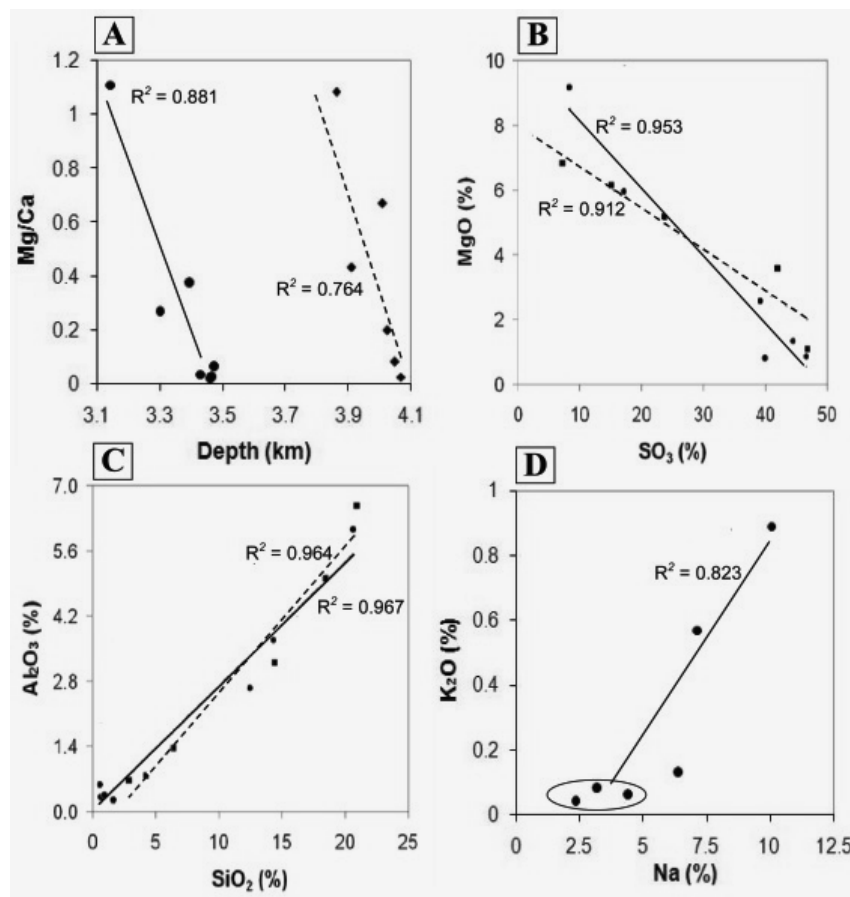 A
1.2
1
0.8
0.6
0.4
0.2
0
Mg/Ca
R² = 0.881
R² = 0.764
3.1 3.3 3.5 3.7 3.9 4.1
Depth (km)
B
10
8
6
4
2
0
MgO (%)
R² = 0.953
R² = 0.912
0 10 20 30 40 50
SO₃ (%)
C
7.0
5.6
4.2
2.8
1.4
0.0
Al₂O₃ (%)
R² = 0.964
R² = 0.967
0 5 10 15 20 25
SiO₂ (%)
D
1
0.8
0.6
0.4
0.2
0
K₂O (%)
R² = 0.823
0 2.5 5 7.5 10 12.5
Na (%)